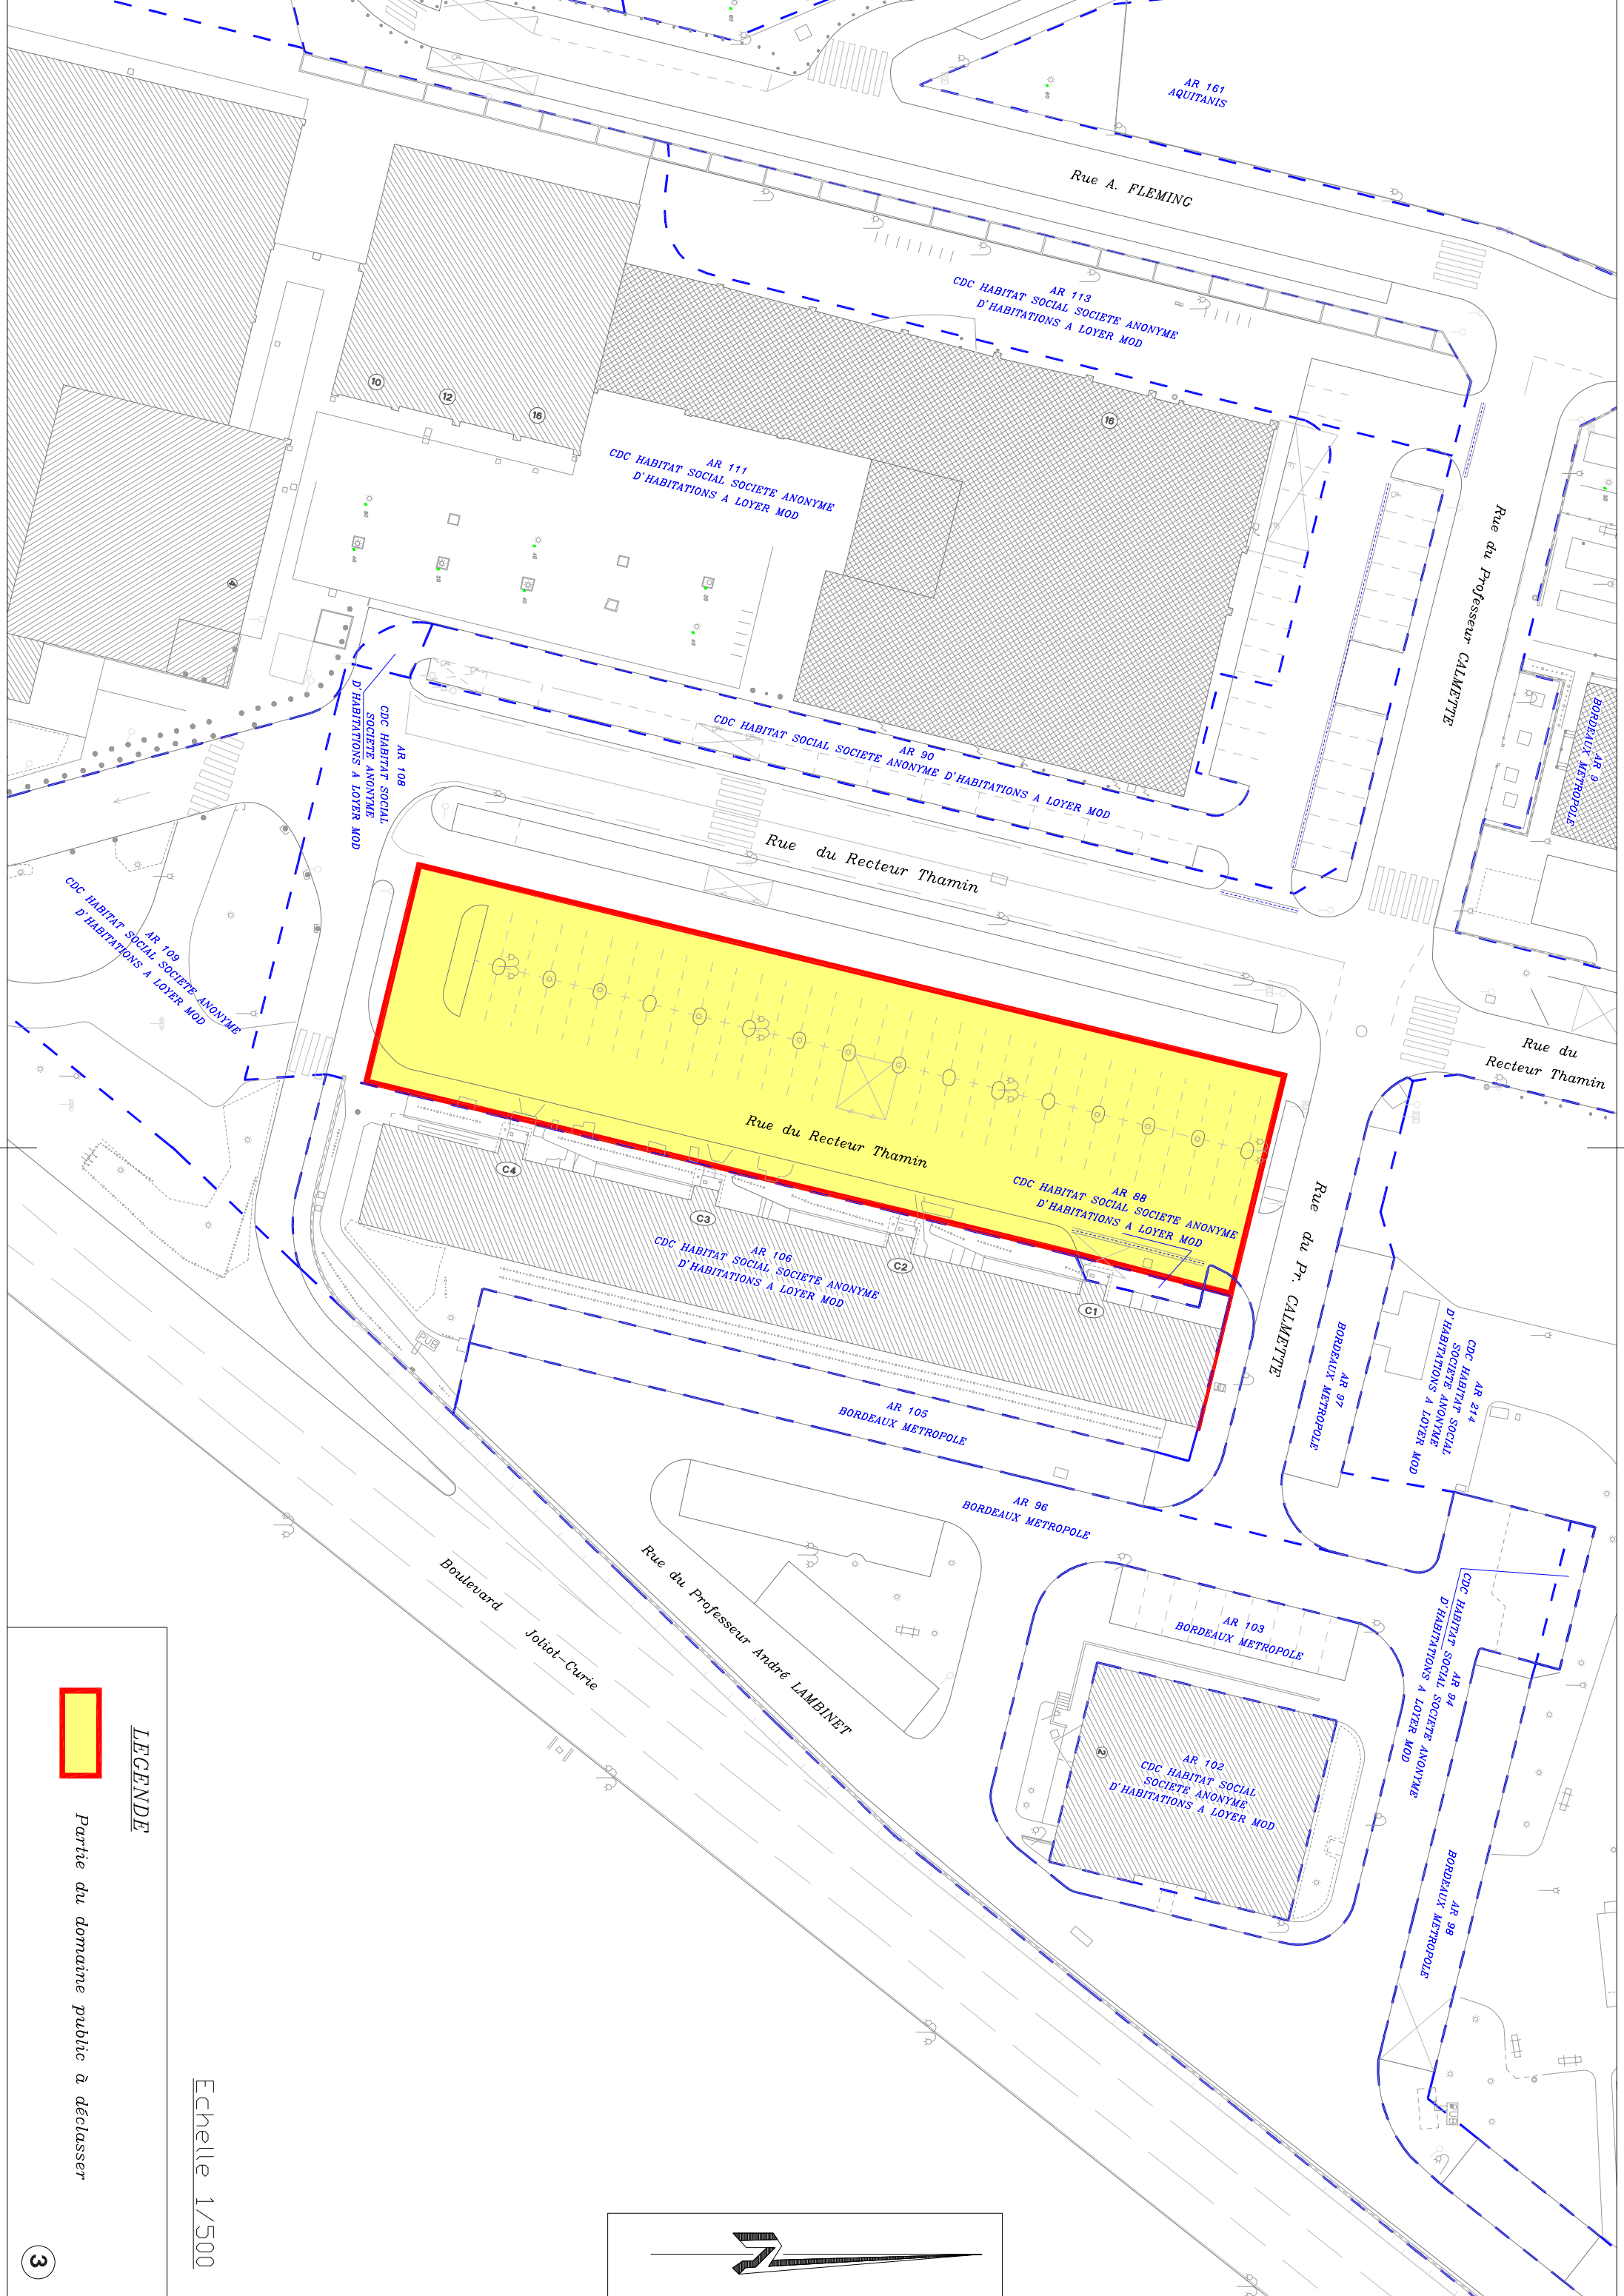 AR 161
AQUITANIS
Rue A. FLEMING
AR 113
CDC HABITAT SOCIAL SOCIETE ANONYME
D'HABITATIONS A LOYER MOD
10
12
16
16
AR 111
CDC HABITAT SOCIAL SOCIETE ANONYME
D'HABITATIONS A LOYER MOD
Rue du Professeur CALMETTE
4
AR 9
BORDEAUX METROPOLE
AR 108
CDC HABITAT SOCIAL
SOCIETE ANONYME
D'HABITATIONS A LOYER MOD
AR 90
CDC HABITAT SOCIAL SOCIETE ANONYME D'HABITATIONS A LOYER MOD
Rue du Recteur Thamin
AR 109
CDC HABITAT SOCIAL SOCIETE ANONYME
D'HABITATIONS A LOYER MOD
Rue du
Recteur Thamin
Rue du Recteur Thamin
AR 88
CDC HABITAT SOCIAL SOCIETE ANONYME
D'HABITATIONS A LOYER MOD
C4
C3
C2
C1
AR 106
CDC HABITAT SOCIAL SOCIETE ANONYME
D'HABITATIONS A LOYER MOD
Rue du Pr. CALMETTE
AR 97
BORDEAUX METROPOLE
AR 214
CDC HABITAT SOCIAL
SOCIETE ANONYME
D'HABITATIONS A LOYER MOD
PUB
AR 105
BORDEAUX METROPOLE
AR 96
BORDEAUX METROPOLE
Boulevard
Joliot-Curie
Rue du Professeur André LAMBINET
AR 103
BORDEAUX METROPOLE
AR 94
CDC HABITAT SOCIAL SOCIETE ANONYME
D'HABITATIONS A LOYER MOD
2
AR 102
CDC HABITAT SOCIAL
SOCIETE ANONYME
D'HABITATIONS A LOYER MOD
AR 98
BORDEAUX METROPOLE
PUB
LEGENDE
Partie du domaine public à déclasser
Echelle 1/500
3